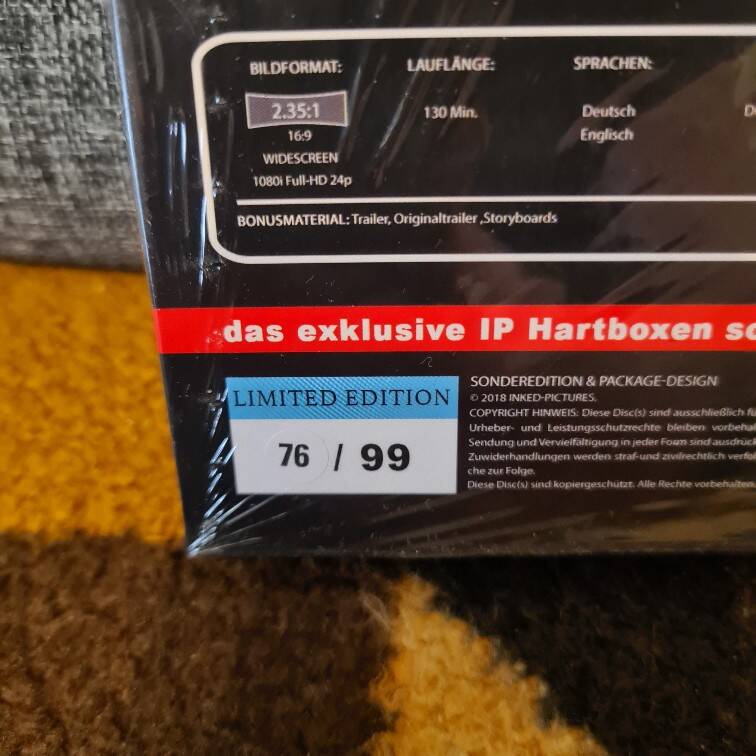 BILDFORMAT: LAUFLÄNGE: SPRACHEN:
2.35:1 130 Min. Deutsch
16:9 Englisch
WIDESCREEN
1080i Full-HD 24p
BONUSMATERIAL: Trailer, Originaltrailer ,Storyboards
das exklusive IP Hartboxen
LIMITED EDITION
76 / 99
SONDEREDITION & PACKAGE-DESIGN
© 2018 INKED-PICTURES.
COPYRIGHT HINWEIS: Diese Disc(s) sind ausschließlich
Urheber- und Leistungsschutzrechte bleiben
Sendung und Vervielfältigung in jeder Form sind
Zuwiderhandlungen werden straf-und zivilrechtlich
che zur Folge.
Diese Disc(s) sind kopiergeschützt. Alle Rechte vorbehalten.